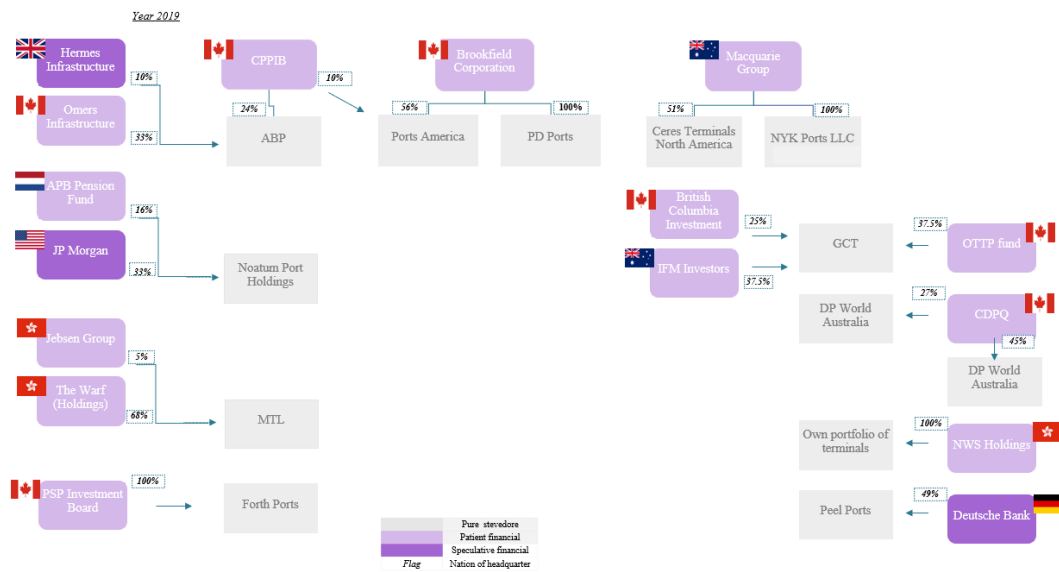 Year 2019
Hermes
Infrastructure
10%
Omers
Infrastructure
33%
CPPIB
10%
24%
ABP
Brookfield
Corporation
56%
100%
Ports America
PD Ports
Macquarie
Group
51%
100%
Ceres Terminals
North America
NYK Ports LLC
APB Pension
Fund
16%
JP Morgan
33%
Noatum Port
Holdings
British
Columbia
Investment
25%
IFM Investors
37.5%
GCT
37.5%
OTTP fund
27%
CDPQ
DP World
Australia
45%
DP World
Australia
Jebsen Group
5%
The Warf
(Holdings)
68%
MTL
100%
NWS Holdings
Own portfolio of
terminals
PSP Investment
Board
100%
Forth Ports
49%
Deutsche Bank
Peel Ports
Pure stevedore
Patient financial
Speculative financial
Flag Nation of headquarter